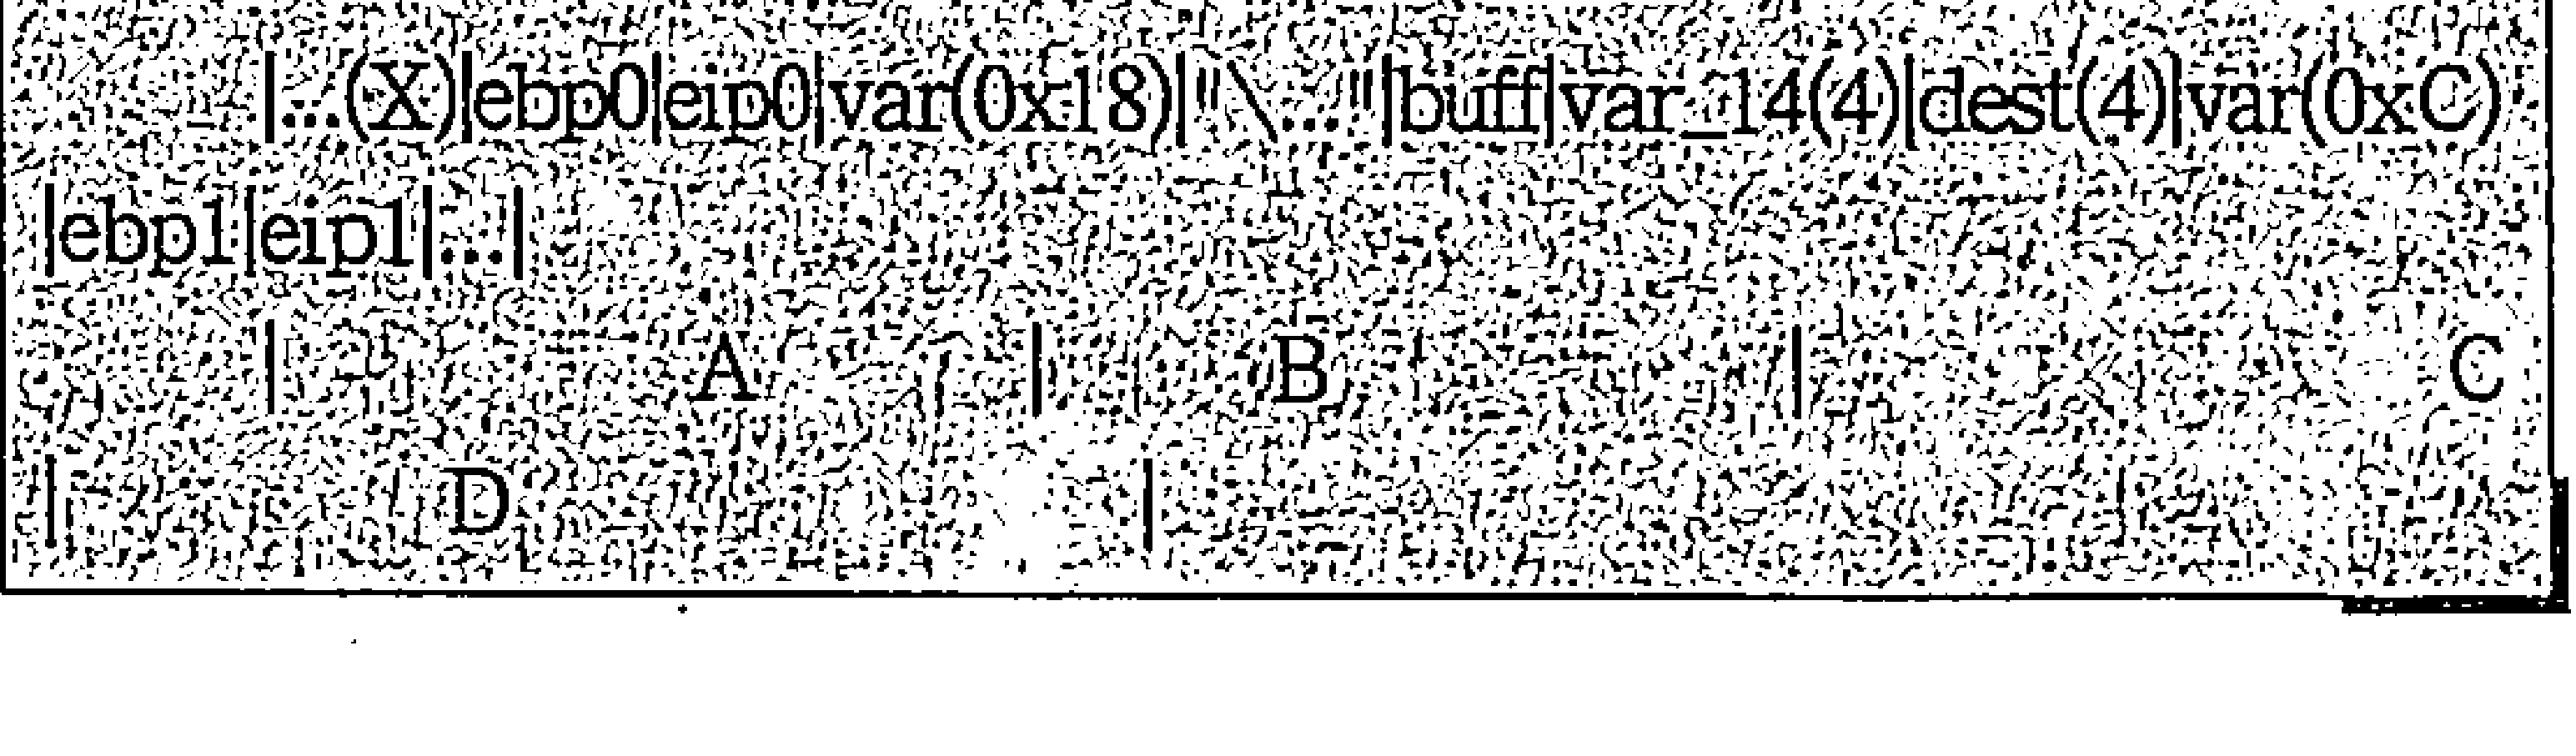 |...(X)|ebp0|eip0|var(0x18)|"\..."|buff|var_14(4)|dest(4)|var(0xC)
|ebp1|eip1|...|
| A | B | C
| D |